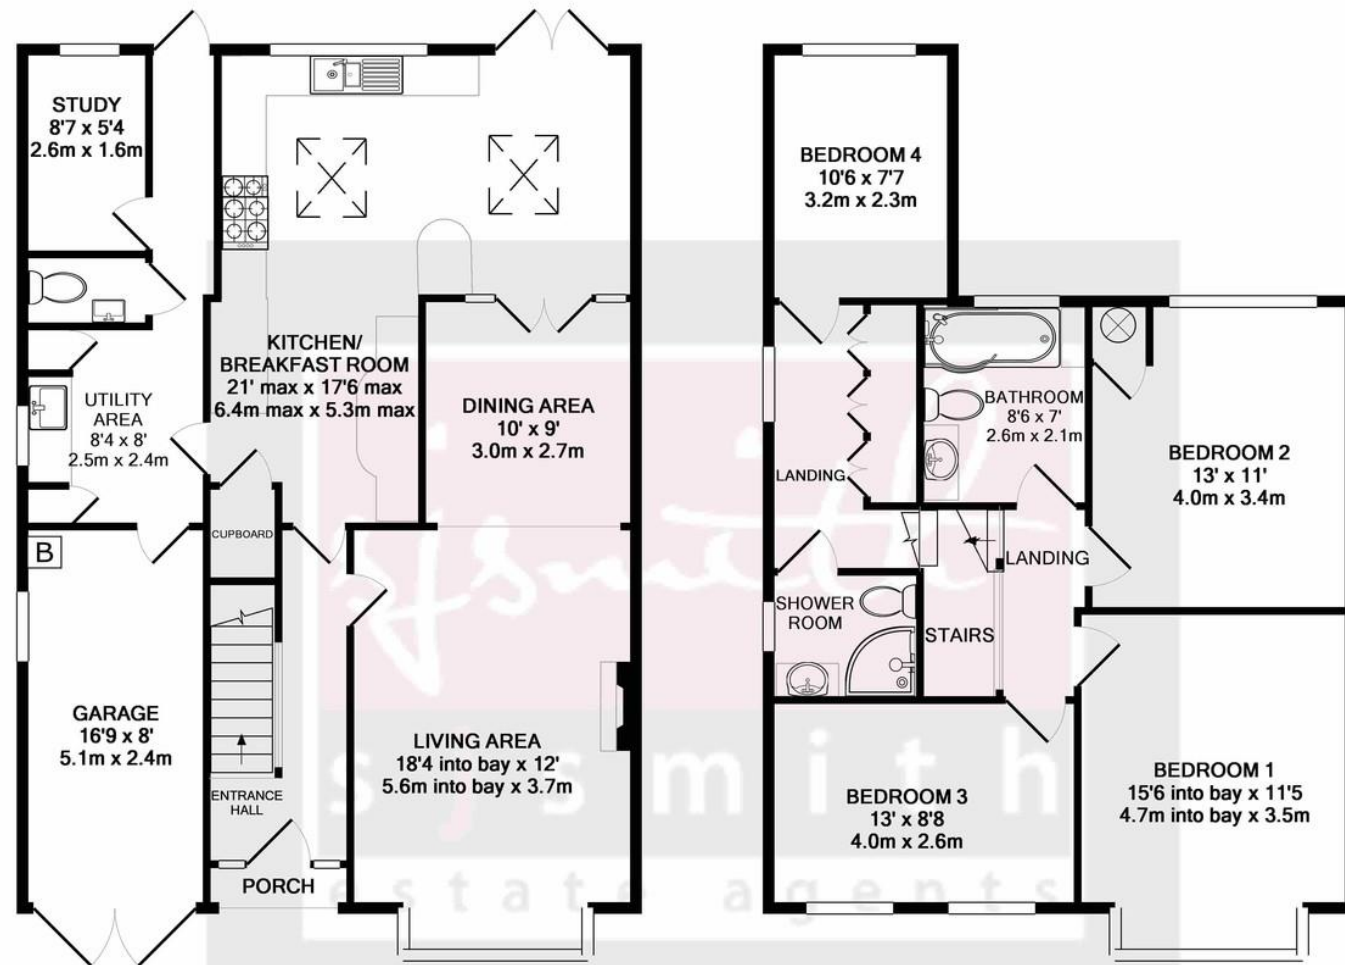 STUDY
8'7 x 5'4
2.6m x 1.6m
KITCHEN/
BREAKFAST ROOM
21' max x 17'6 max
6.4m max x 5.3m max
UTILITY
AREA
8'4 x 8'
2.5m x 2.4m
DINING AREA
10' x 9'
3.0m x 2.7m
CUPBOARD
B
GARAGE
16'9 x 8'
5.1m x 2.4m
ENTRANCE
HALL
PORCH
LIVING AREA
18'4 into bay x 12'
5.6m into bay x 3.7m
BEDROOM 4
10'6 x 7'7
3.2m x 2.3m
LANDING
BATHROOM
8'6 x 7'
2.6m x 2.1m
BEDROOM 2
13' x 11'
4.0m x 3.4m
LANDING
SHOWER
ROOM
STAIRS
BEDROOM 3
13' x 8'8
4.0m x 2.6m
BEDROOM 1
15'6 into bay x 11'5
4.7m into bay x 3.5m
sjsmith
sjsmith
estate agents